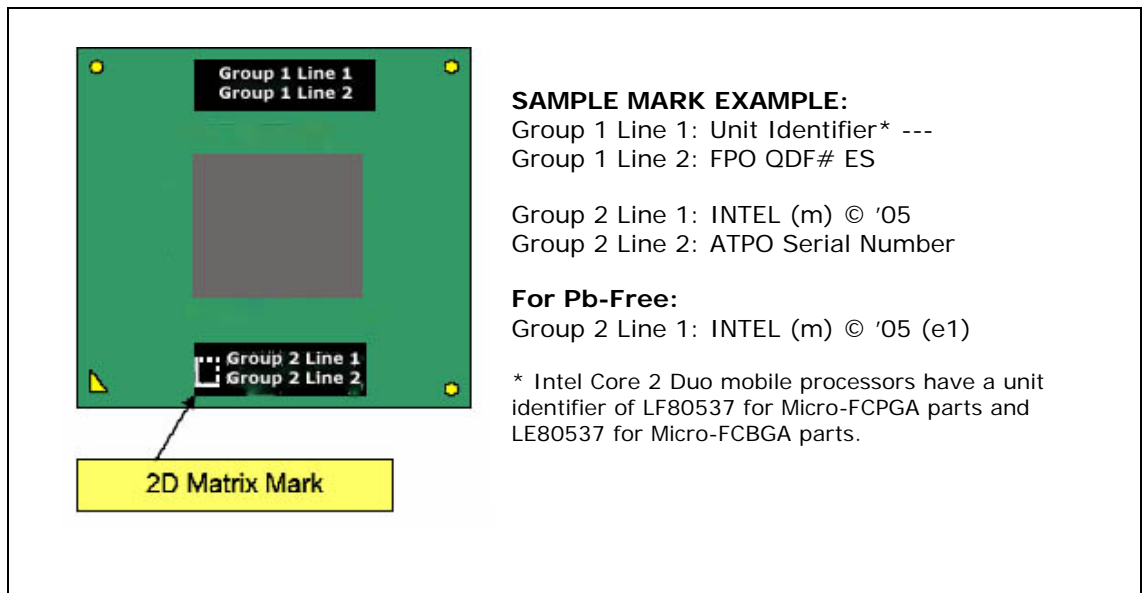 Group 1 Line 1
Group 1 Line 2
Group 2 Line 1
Group 2 Line 2
2D Matrix Mark
SAMPLE MARK EXAMPLE:
Group 1 Line 1: Unit Identifier* ---
Group 1 Line 2: FPO QDF# ES
Group 2 Line 1: INTEL (m) © '05
Group 2 Line 2: ATPO Serial Number
For Pb-Free:
Group 2 Line 1: INTEL (m) © '05 (e1)
* Intel Core 2 Duo mobile processors have a unit
identifier of LF80537 for Micro-FCPGA parts and
LE80537 for Micro-FCBGA parts.